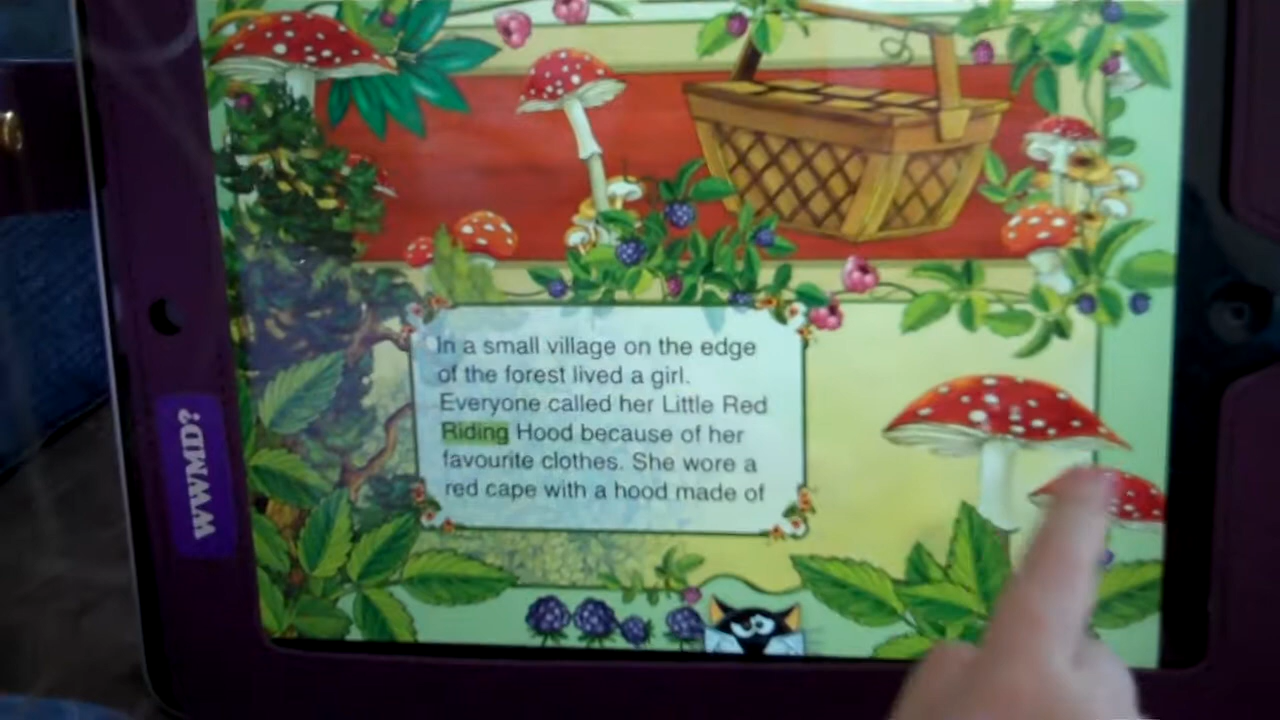 In a small village on the edge
of the forest lived a girl.
Everyone called her Little Red
Riding Hood because of her
favourite clothes. She wore a
red cape with a hood made of
WWMD?